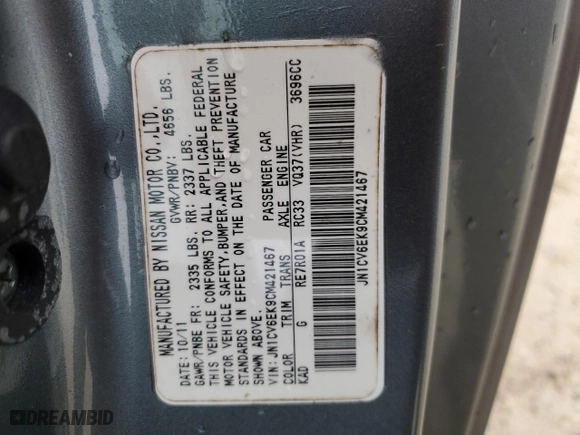 MANUFACTURED BY NISSAN MOTOR CO.,LTD.
DATE: 10/11 GVWR/PNBV: 4656 LBS.
GAWR/PNBE FR: 2335 LBS. RR: 2337 LBS.
THIS VEHICLE CONFORMS TO ALL APPLICABLE FEDERAL
MOTOR VEHICLE SAFETY,BUMPER,AND THEFT PREVENTION
STANDARDS IN EFFECT ON THE DATE OF MANUFACTURE
SHOWN ABOVE.
VIN: JN1CV6EK9CM421467 PASSENGER CAR
COLOR TRIM TRANS AXLE ENGINE
KAD G RE7R01A RC33 VQ37(VHR) 3696CC
JN1CV6EK9CM421467
DREAMBID